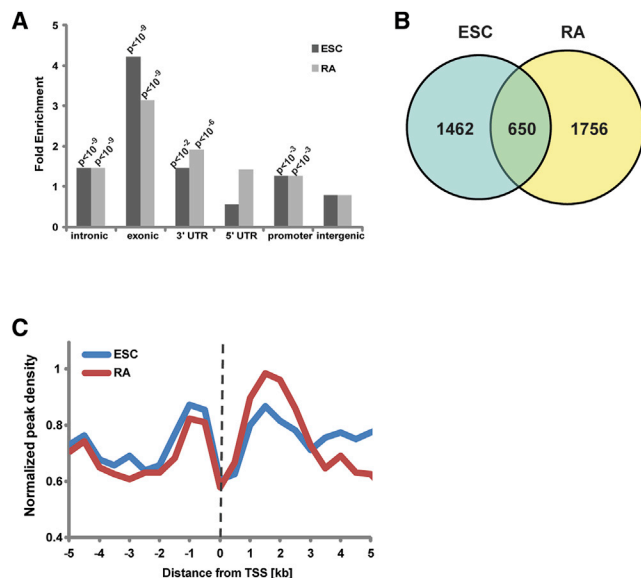 A
Fold Enrichment
5
4
3
2
1
0
p<10⁻⁹
p<10⁻⁹
p<10⁻⁹
p<10⁻⁹
p<10⁻²
p<10⁻⁶
p<10⁻³
p<10⁻³
ESC
RA
intronic exonic 3' UTR 5' UTR promoter intergenic
B
ESC RA
1462 650 1756
C
Normalized peak density
1
0.8
0.6
0.4
ESC
RA
-5 -4 -3 -2 -1 0 1 2 3 4 5
Distance from TSS [kb]